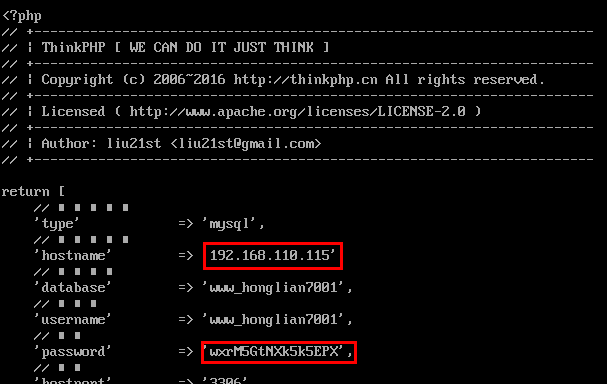 <?php
// +----------------------------------------------------------------------
// | ThinkPHP [ WE CAN DO IT JUST THINK ]
// +----------------------------------------------------------------------
// | Copyright (c) 2006~2016 http://thinkphp.cn All rights reserved.
// +----------------------------------------------------------------------
// | Licensed ( http://www.apache.org/licenses/LICENSE-2.0 )
// +----------------------------------------------------------------------
// | Author: liu21st <liu21st@gmail.com>
// +----------------------------------------------------------------------
return [
// ■ ■ ■ ■ ■
'type' => 'mysql',
// ■ ■ ■ ■ ■
'hostname' => 192.168.110.115'
// ■ ■ ■ ■
'database' => 'www_honglian7001',
// ■ ■ ■
'username' => 'www_honglian7001',
// ■ ■
'password' => 'wxrM5GtNXk5k5EPX',
// ■ ■
'hostport' => '3306',